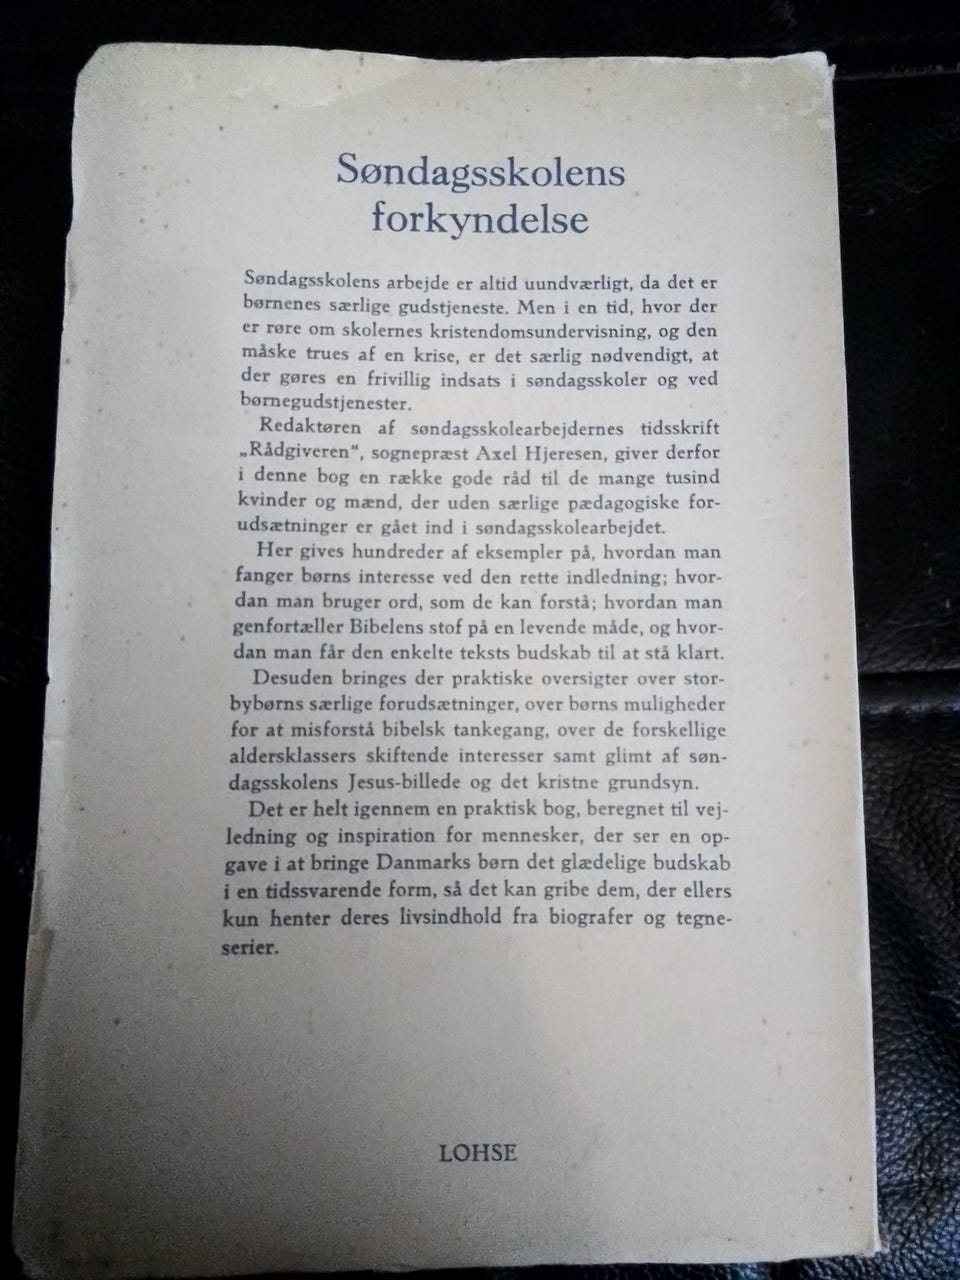 Søndagsskolens
forkyndelse
Søndagsskolens arbejde er altid uundværligt, da det er
børnenes særlige gudstjeneste. Men i en tid, hvor der
er røre om skolernes kristendomsundervisning, og den
måske trues af en krise, er det særlig nødvendigt, at
der gøres en frivillig indsats i søndagsskoler og ved
børnegudstjenester.
Redaktøren af søndagsskolearbejdernes tidsskrift
„Rådgiveren“, sognepræst Axel Hjeresen, giver derfor
i denne bog en række gode råd til de mange tusind
kvinder og mænd, der uden særlige pædagogiske for-
udsætninger er gået ind i søndagsskolearbejdet.
Her gives hundreder af eksempler på, hvordan man
fanger børns interesse ved den rette indledning; hvor-
dan man bruger ord, som de kan forstå; hvordan man
genfortæller Bibelens stof på en levende måde, og hvor-
dan man får den enkelte teksts budskab til at stå klart.
Desuden bringes der praktiske oversigter over stor-
bybørns særlige forudsætninger, over børns muligheder
for at misforstå bibelsk tankegang, over de forskellige
aldersklassers skiftende interesser samt glimt af søn-
dagsskolens Jesus-billede og det kristne grundsyn.
Det er helt igennem en praktisk bog, beregnet til vej-
ledning og inspiration for mennesker, der ser en op-
gave i at bringe Danmarks børn det glædelige budskab
i en tidssvarende form, så det kan gribe dem, der ellers
kun henter deres livsindhold fra biografer og tegne-
serier.
LOHSE